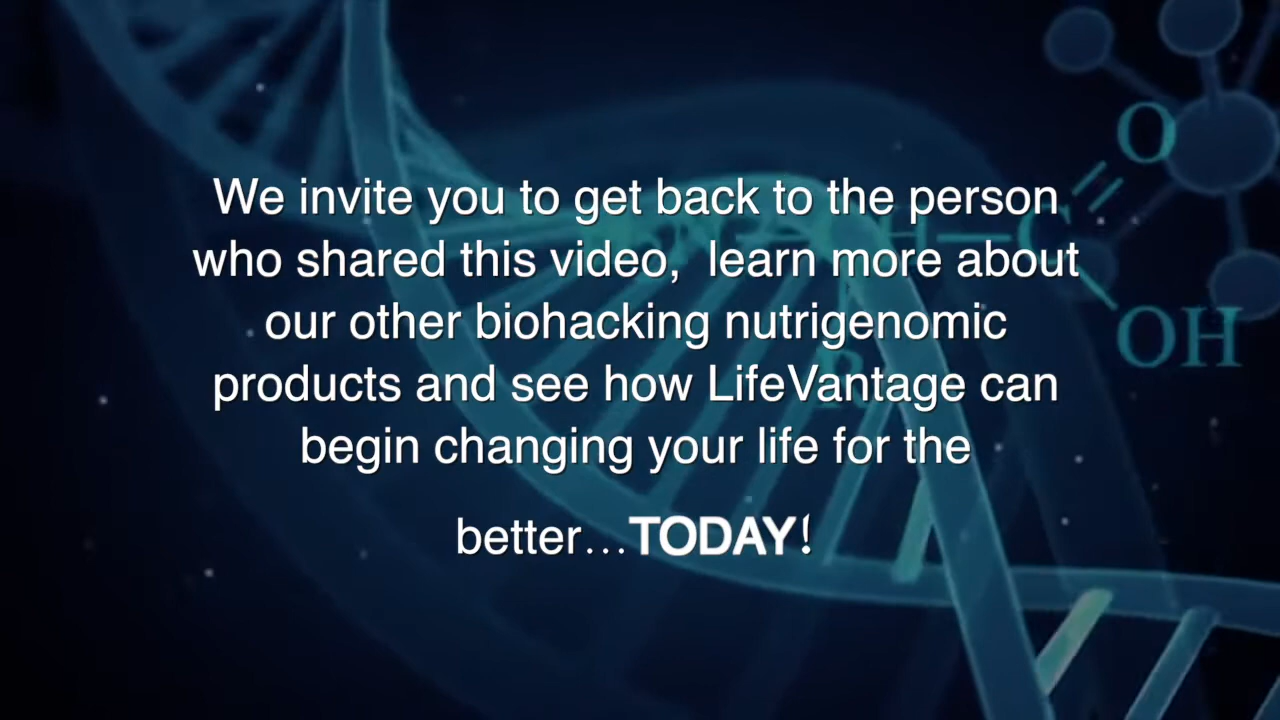 We invite you to get back to the person
who shared this video,  learn more about
our other biohacking nutrigenomic
products and see how LifeVantage can
begin changing your life for the
better...TODAY!
O
OH
R